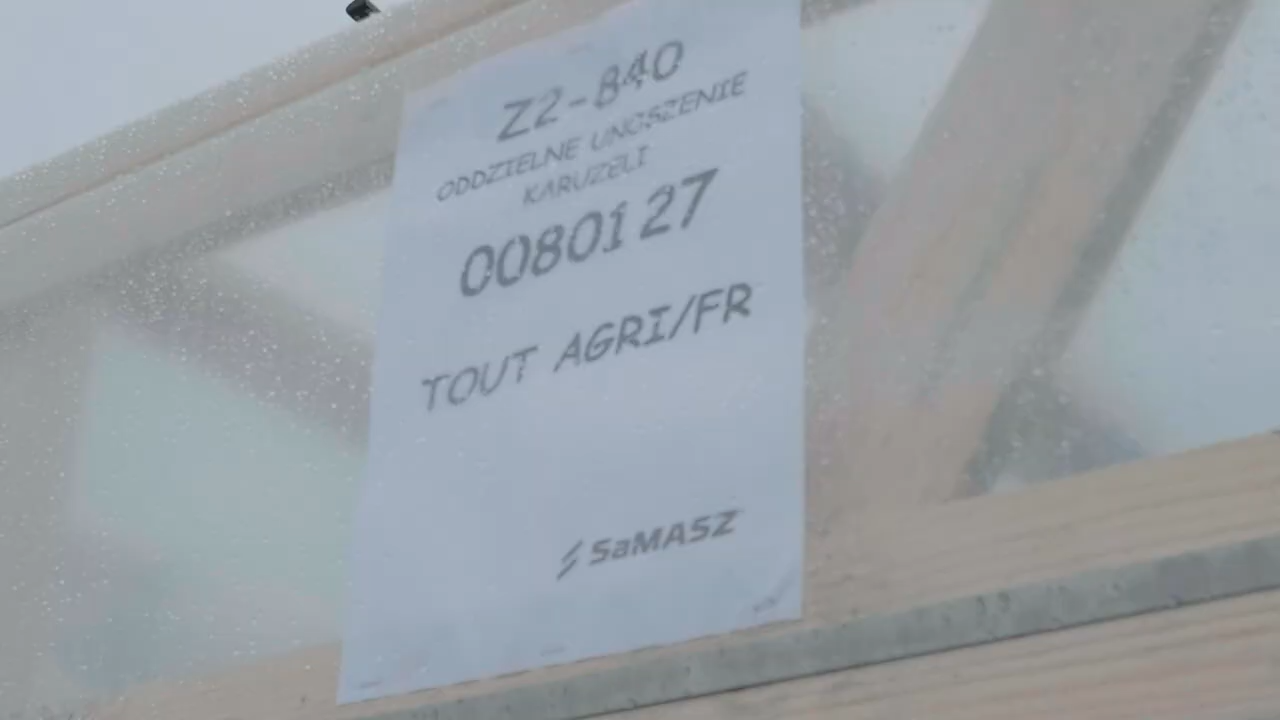 Z2-840
ODDZIELNE UNOSZENIE
KARUZELI
0080127
TOUT AGRI/FR
SaMASZ